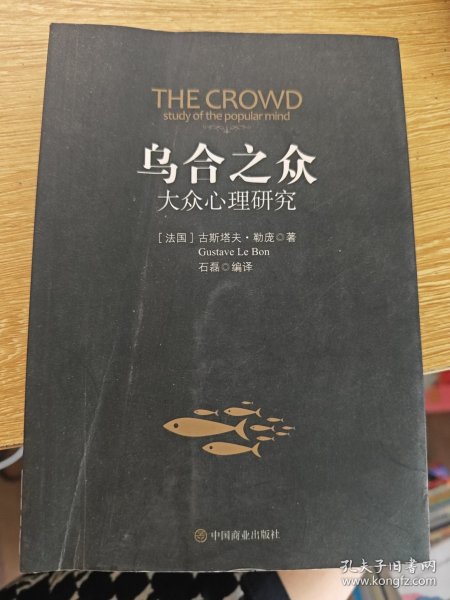 THE CROWD
study of the popular mind
乌合之众
大众心理研究
[法国]古斯塔夫·勒庞◎著
Gustave Le Bon
石磊◎编译
中国商业出版社
孔夫子旧书网
www.kongfz.com